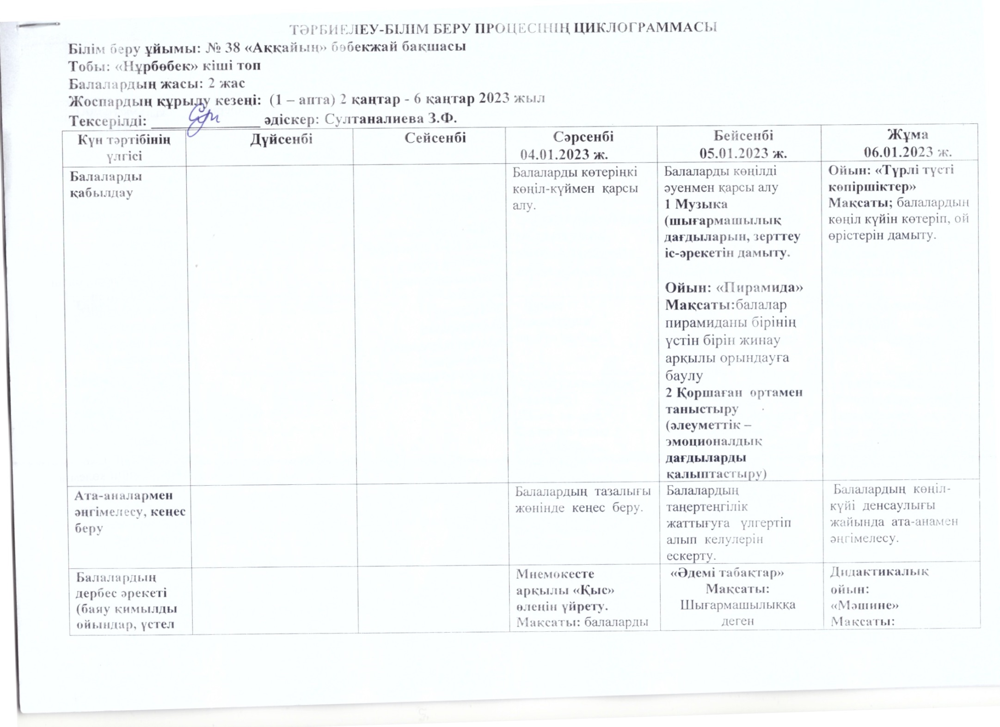 ТӘРБИЕЛЕУ-БІЛІМ БЕРУ ПРОЦЕСІНІҢ ЦИКЛОГРАММАСЫ
Білім беру ұйымы: № 38 «Аққайың» бөбекжай бақшасы
Тобы: «Нұрбөбек» кіші топ
Балалардың жасы: 2 жас
Жоспардың құрылу кезеңі: (1 – апта) 2 қаңтар - 6 қаңтар 2023 жыл
Тексерілді: ________________ әдіскер: Султаналиева З.Ф.
Күн тәртібінің
үлгісі
Дүйсенбі
Сейсенбі
Сәрсенбі
04.01.2023 ж.
Бейсенбі
05.01.2023 ж.
Жұма
06.01.2023 ж.
Балаларды
қабылдау
Балаларды көтеріңкі
көңіл-күймен қарсы
алу.
Балаларды көңілді
әуенмен қарсы алу
1 Музыка
(шығармашылық
дағдыларын, зерттеу
іс-әрекетін дамыту.
Ойын: «Пирамида»
Мақсаты:балалар
пирамиданы бірінің
үстін бірін жинау
арқылы орындауға
баулу
2 Қоршаған ортамен
таныстыру
(әлеуметтік –
эмоционалдық
дағдыларды
қалыптастыру)
Ойын: «Түрлі түсті
көпіршіктер»
Мақсаты; балалардың
көңіл күйін көтеріп, ой
өрістерін дамыту.
Ата-аналармен
әңгімелесу, кеңес
беру
Балалардың тазалығы
жөнінде кеңес беру.
Балалардың
таңертеңгілік
жаттығуға үлгертіп
алып келулерін
ескерту.
Балалардың көңіл-
күйі денсаулығы
жайында ата-анамен
әңгімелесу.
Балалардың
дербес әрекеті
(баяу қимылды
ойындар, үстел
Мнемокесте
арқылы «Қыс»
өлеңін үйрету.
Мақсаты: балаларды
«Әдемі табақтар»
Мақсаты:
Шығармашылыққа
деген
Дидактикалық
ойын:
«Мәшине»
Мақсаты: